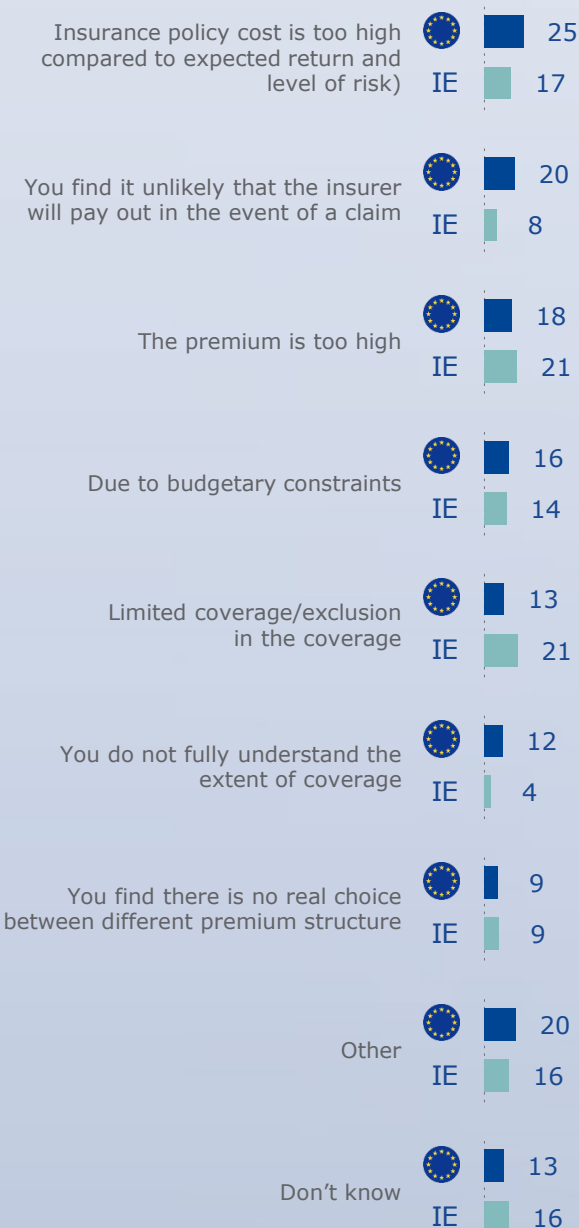 Insurance policy cost is too high
compared to expected return and
level of risk)
25
IE 17
You find it unlikely that the insurer
will pay out in the event of a claim
20
IE 8
The premium is too high
18
IE 21
Due to budgetary constraints
16
IE 14
Limited coverage/exclusion
in the coverage
13
IE 21
You do not fully understand the
extent of coverage
12
IE 4
You find there is no real choice
between different premium structure
9
IE 9
Other
20
IE 16
Don't know
13
IE 16